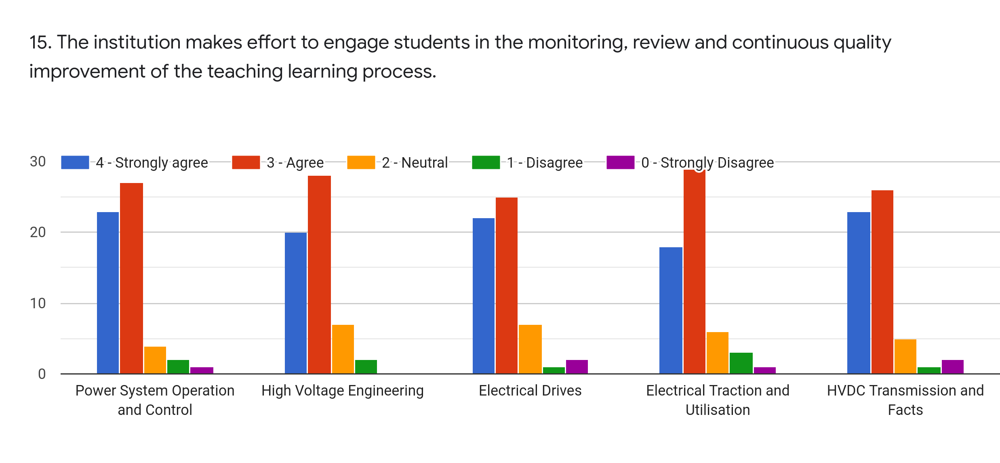 15. The institution makes effort to engage students in the monitoring, review and continuous quality
improvement of the teaching learning process.
30
4 - Strongly agree
3 - Agree
2 - Neutral
1 - Disagree
0 - Strongly Disagree
20
10
0
Power System Operation
and Control
High Voltage Engineering
Electrical Drives
Electrical Traction and
Utilisation
HVDC Transmission and
Facts